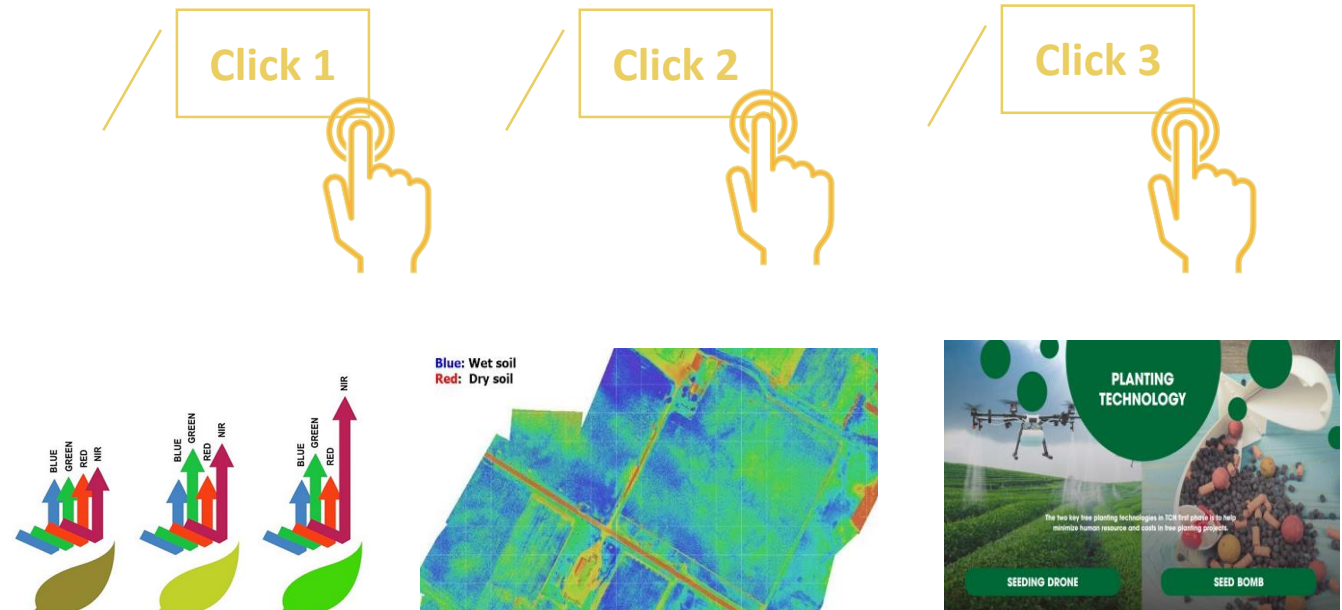 Click 1
Click 2
Click 3
BLUE
GREEN
RED
NIR
BLUE
GREEN
RED
NIR
BLUE
GREEN
RED
NIR
Blue: Wet soil
Red: Dry soil
PLANTING
TECHNOLOGY
The two key tree planting technologies in TCH first phase is to help
minimize human resource and costs in tree planting projects.
SEEDING DRONE
SEED BOMB